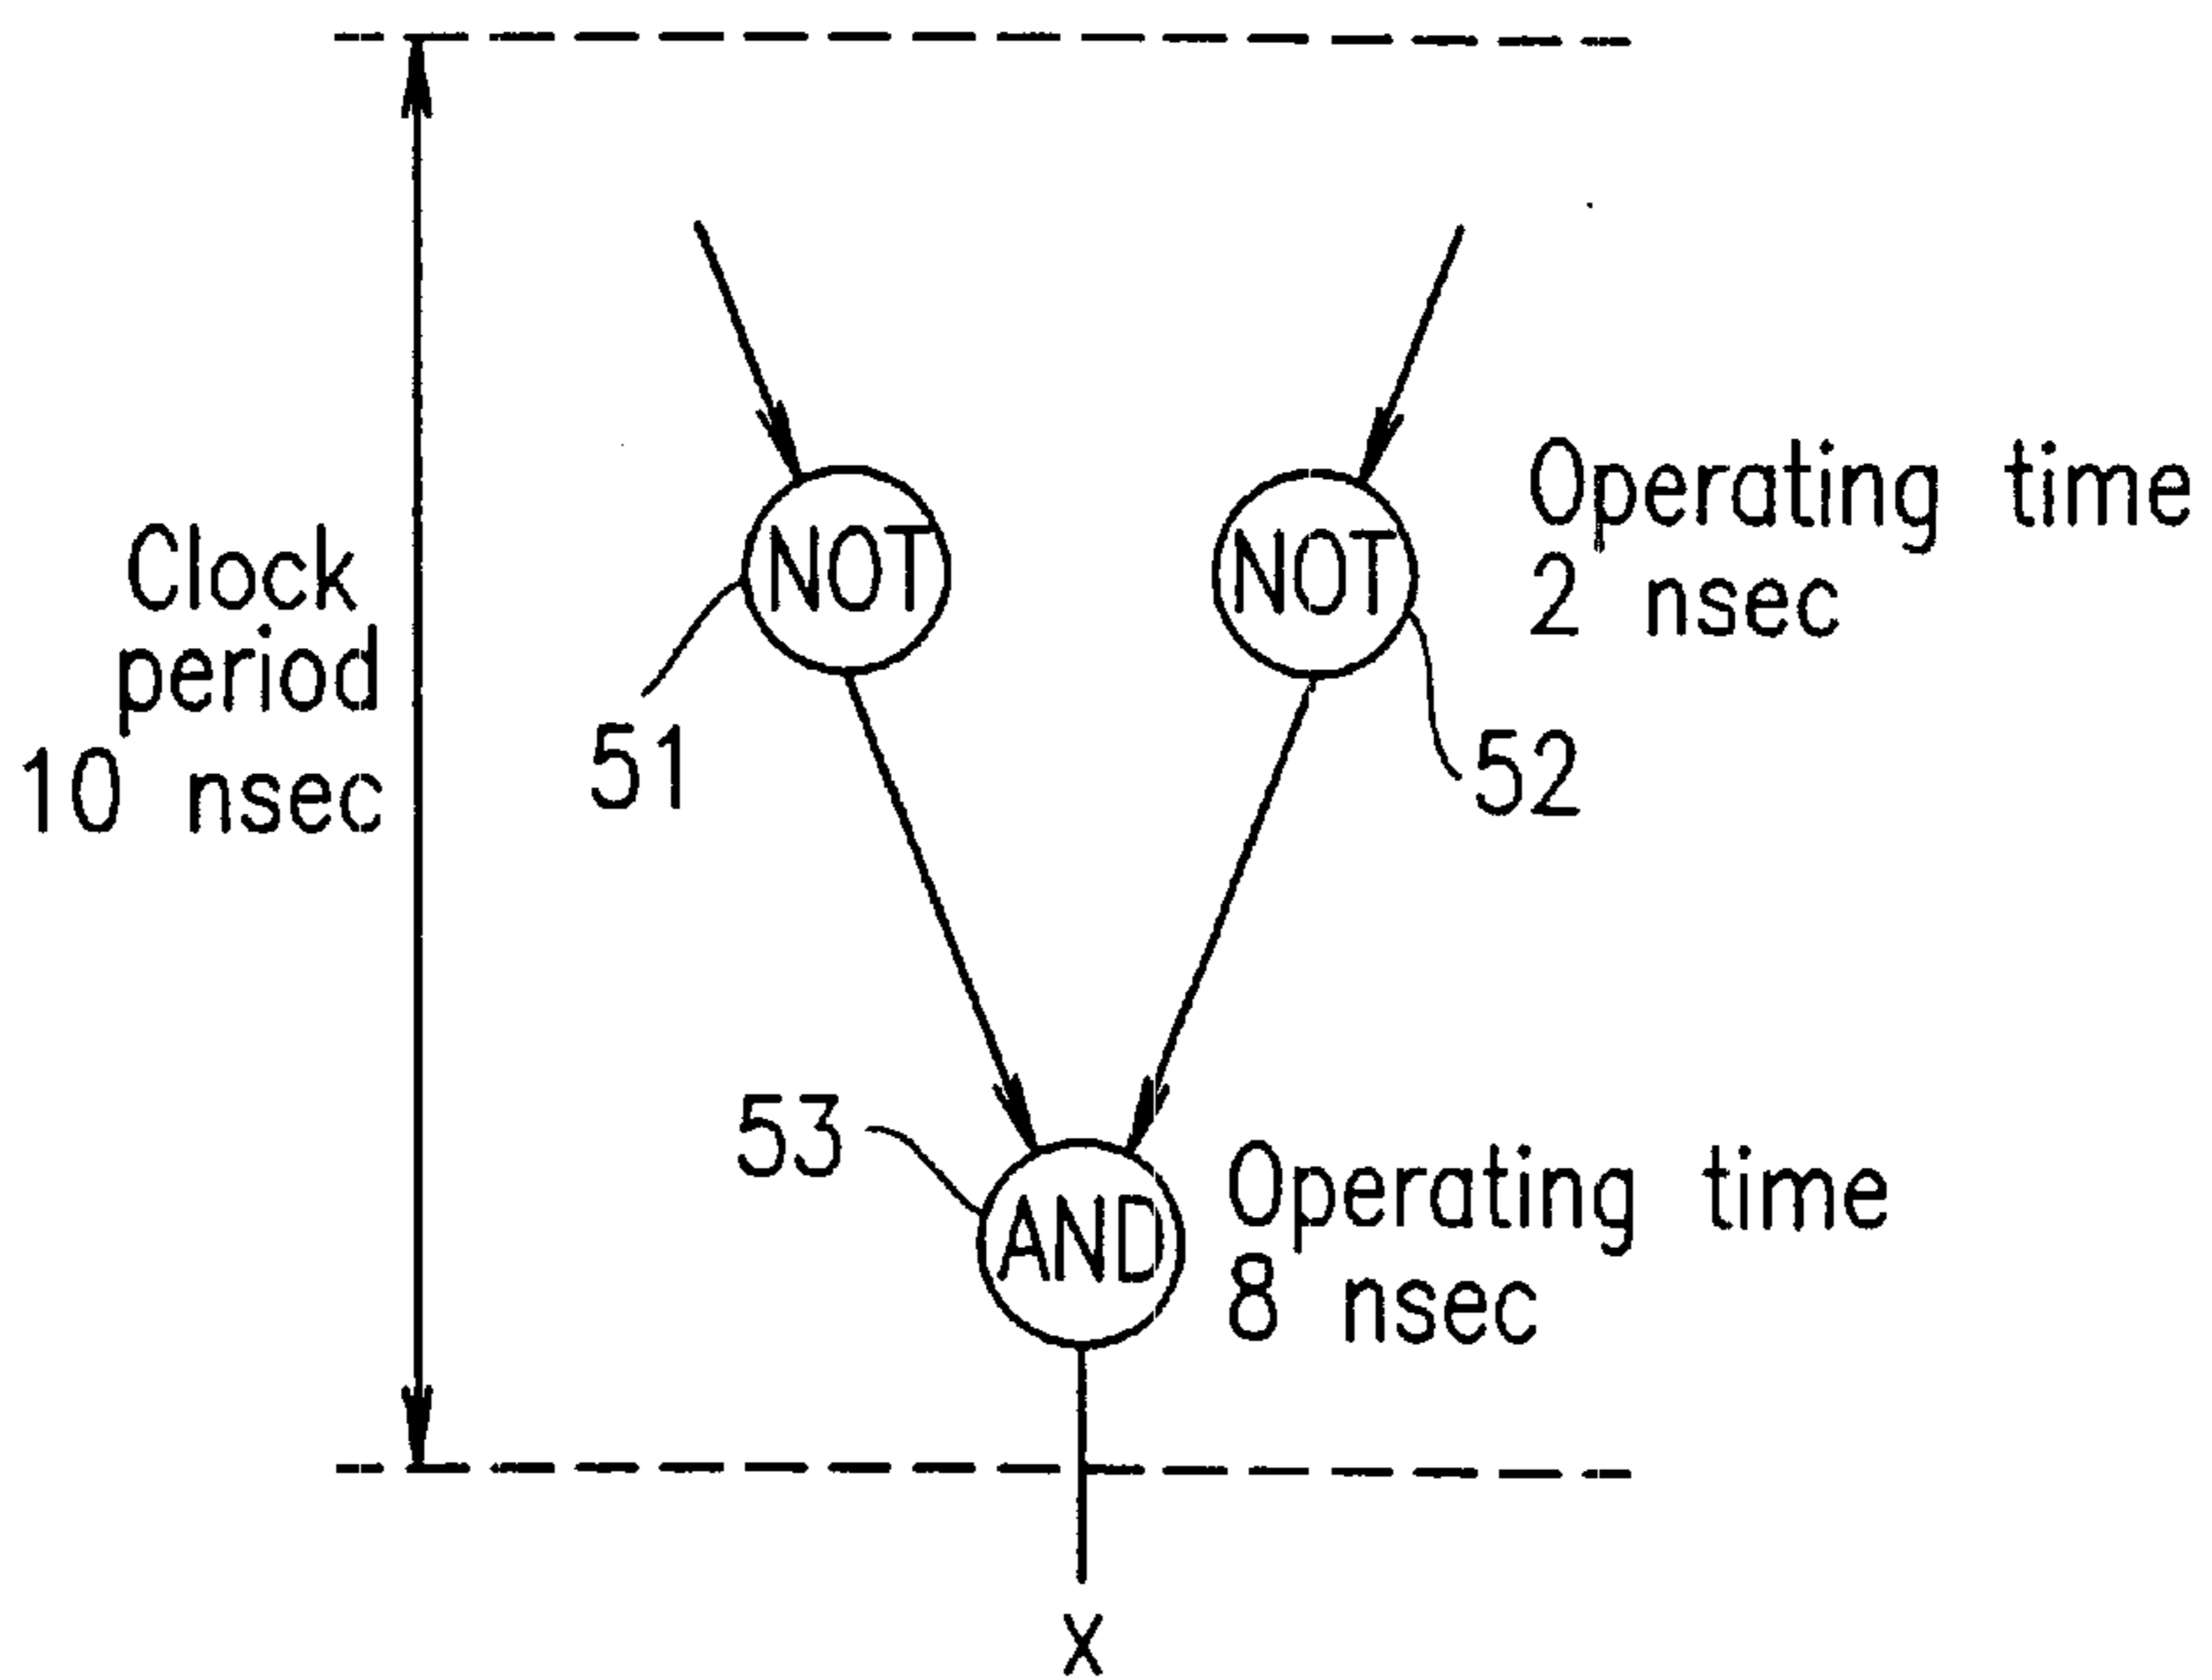 NOT
NOT
Operating time
2 nsec
Clock
period
10 nsec
51
52
53
AND
Operating time
8 nsec
x